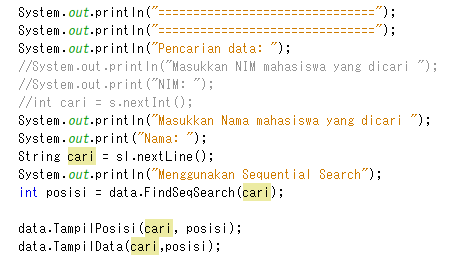 System.out.println("===============================");
System.out.println("===============================");
System.out.println("Pencarian data: ");
//System.out.println("Masukkan NIM mahasiswa yang dicari ");
//System.out.print("NIM: ");
//int cari = s.nextInt();
System.out.println("Masukkan Nama mahasiswa yang dicari ");
System.out.print("Nama: ");
String cari = sl.nextLine();
System.out.println("Menggunakan Sequential Search");
int posisi = data.FindSeqSearch(cari);
data.TampilPosisi(cari, posisi);
data.TampilData(cari,posisi);